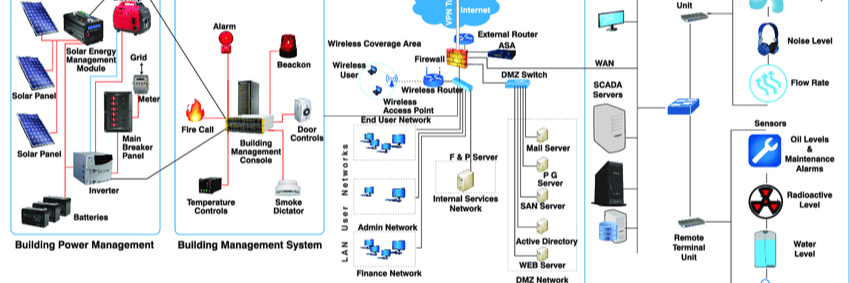 Solar Energy
Management
Module
Grid
Solar Panel
Meter
Main
Breaker
Panel
Solar Panel
Inverter
Batteries
Building Power Management
Alarm
Beackon
Fire Call
Door
Controls
Building
Management
Console
Temperature
Controls
Smoke
Dictator
Building Management System
VPN
Internet
External Router
ASA
Wireless Coverage Area
Firewall
Wireless
User
Wireless Router
Wireless
Access Point
DMZ Switch
WAN
End User Network
LAN User Networks
Admin Network
Finance Network
F & P Server
Internal Services
Network
Mail Server
P G
Server
SAN Server
Active Directory
WEB Server
DMZ Network
SCADA
Servers
Unit
Remote
Terminal
Unit
Noise Level
Flow Rate
Sensors
Oil Levels
&
Maintenance
Alarms
Radioactive
Level
Water
Level